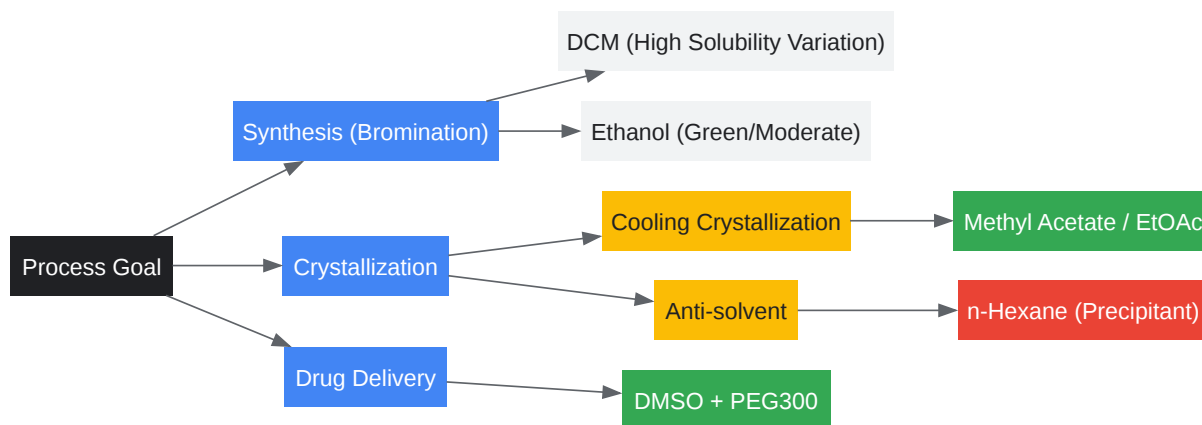 DCM (High Solubility Variation)
Synthesis (Bromination)
Ethanol (Green/Moderate)
Cooling Crystallization
Methyl Acetate / EtOAc
Process Goal
Crystallization
Anti-solvent
n-Hexane (Precipitant)
Drug Delivery
DMSO + PEG300